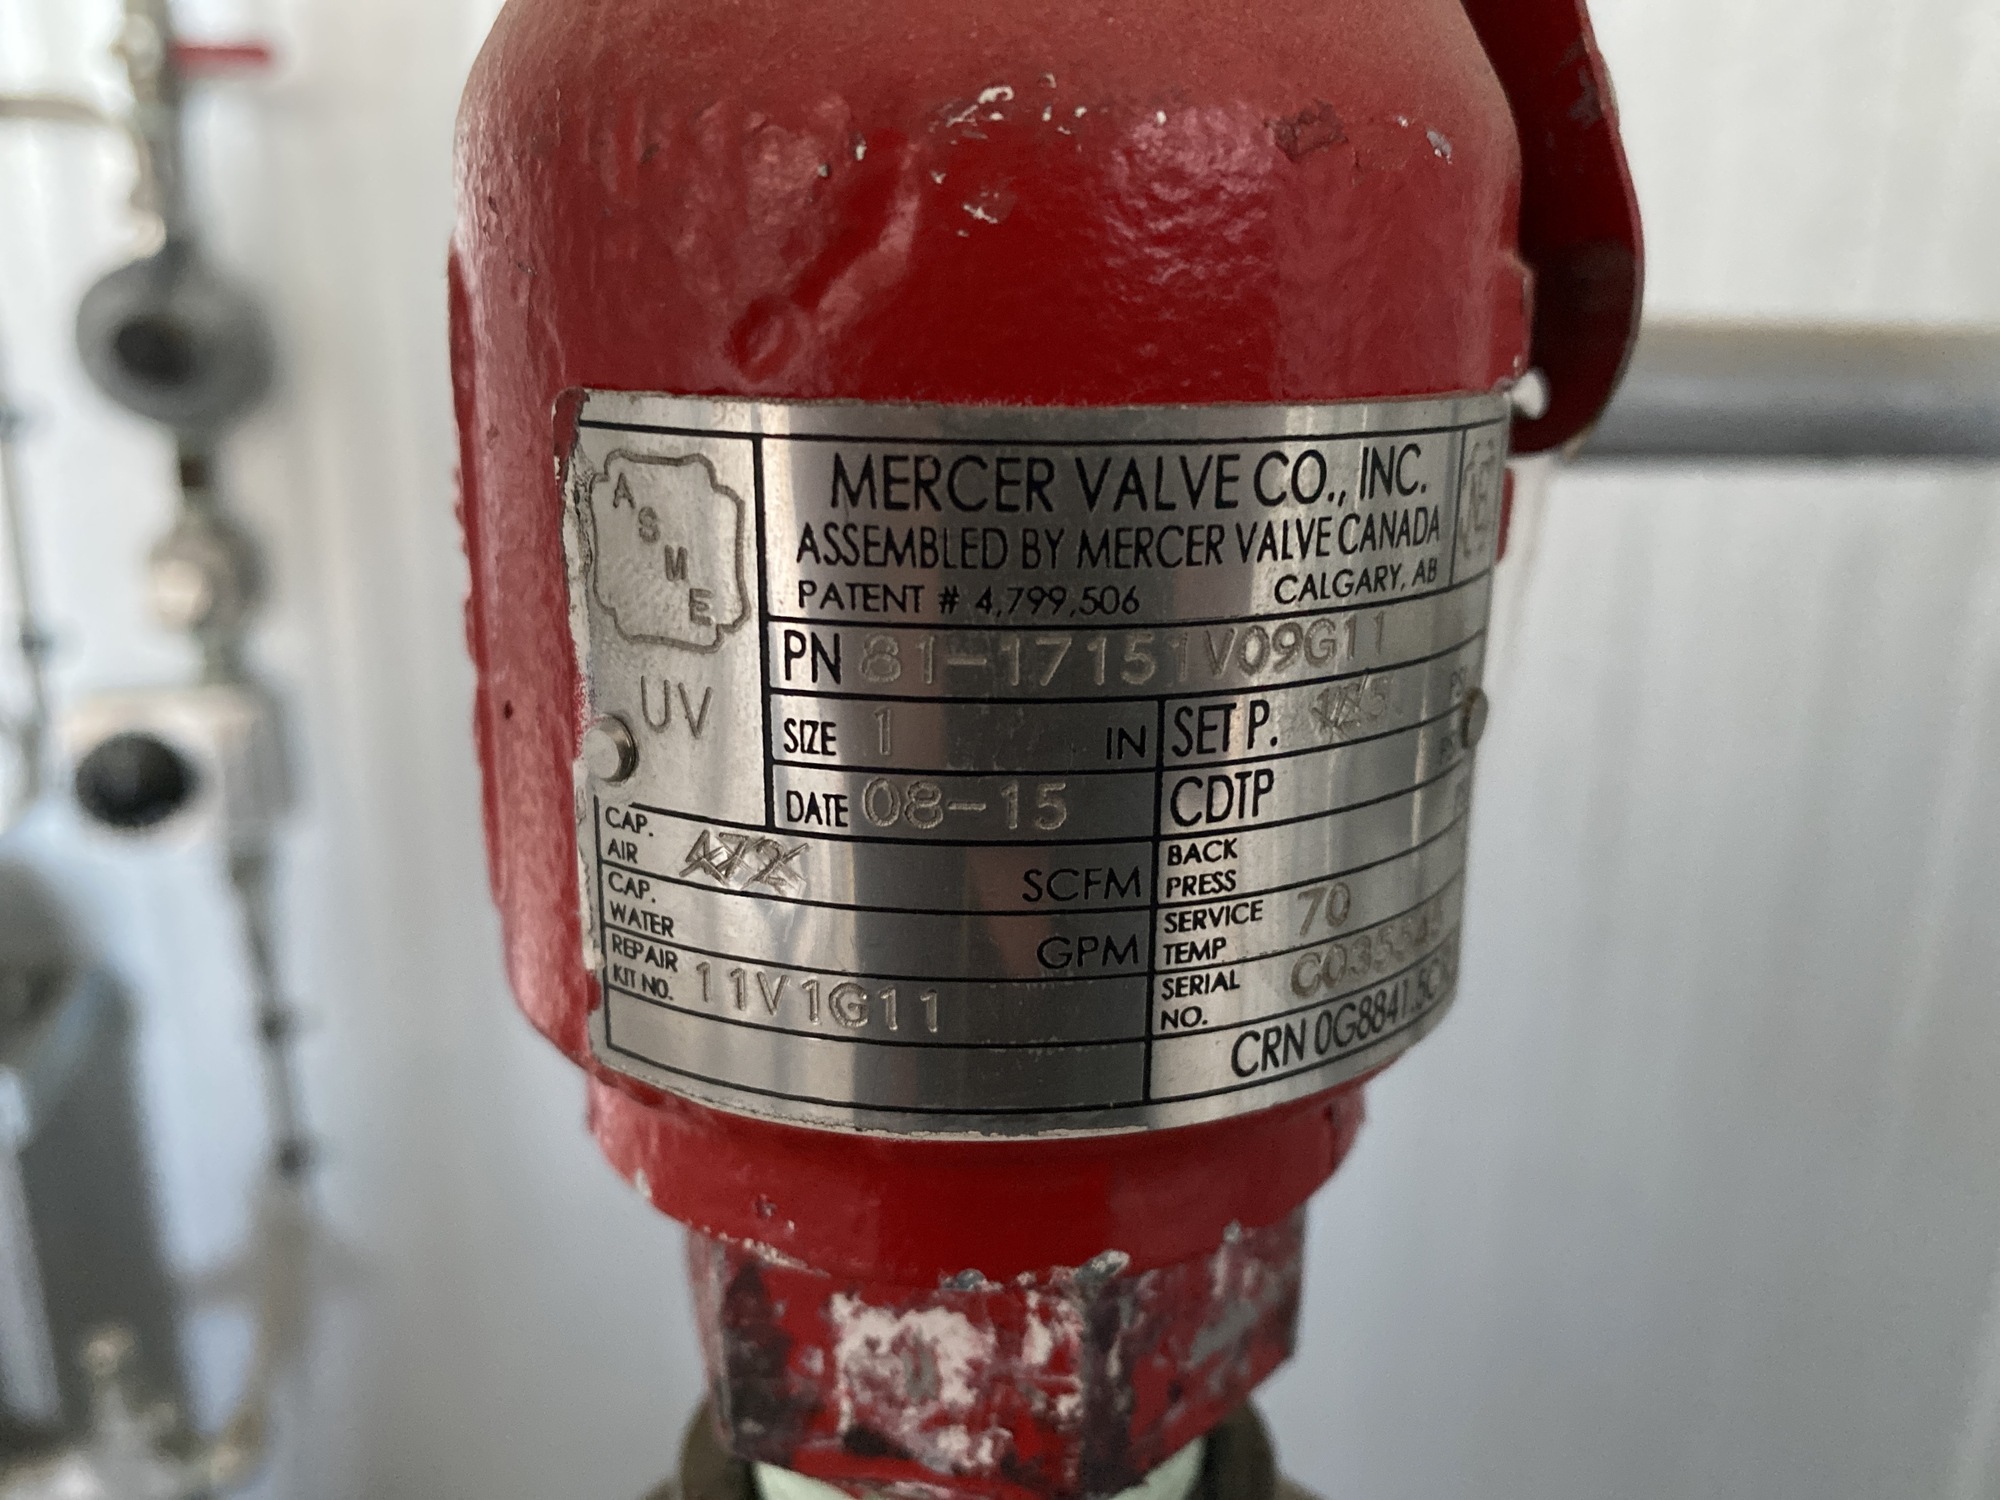 ASME
UV
MERCER VALVE CO., INC.
ASSEMBLED BY MERCER VALVE CANADA
PATENT # 4,799,506 CALGARY, AB
PN 81-17151V09G11
SIZE 1 IN
SET P.
DATE 08-15
CDTP
CAP. AIR SCFM
BACK PRESS
CAP. WATER GPM
SERVICE TEMP 70
REPAIR KIT NO. 11V1G11
SERIAL NO.
CRN